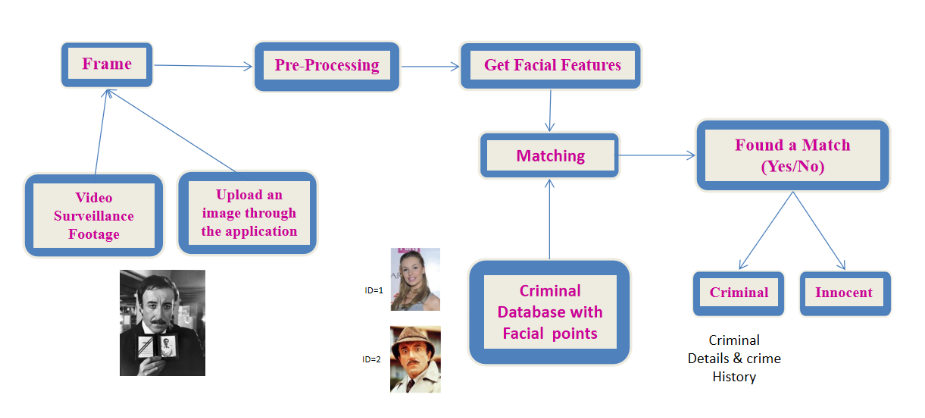 Frame
Pre-Processing
Get Facial Features
Matching
Found a Match
(Yes/No)
Video
Surveillance
Footage
Upload an
image through
the application
ID=1
ID=2
Criminal
Database with
Facial points
Criminal
Innocent
Criminal
Details & crime
History